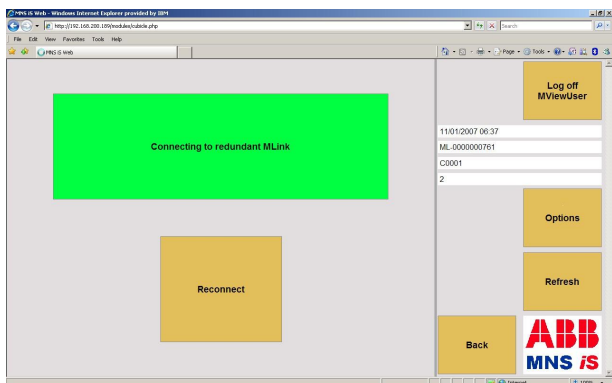 MNS iS Web - Windows Internet Explorer provided by IBM
http://192.168.200.189/modules/cubicle.php
Search
File Edit View Favorites Tools Help
MNS iS Web
Page Tools
Log off
MViewUser
Connecting to redundant MLink
11/01/2007 06:37
ML-0000000761
C0001
2
Options
Reconnect
Refresh
Back
ABB
MNS iS
Internet
100%